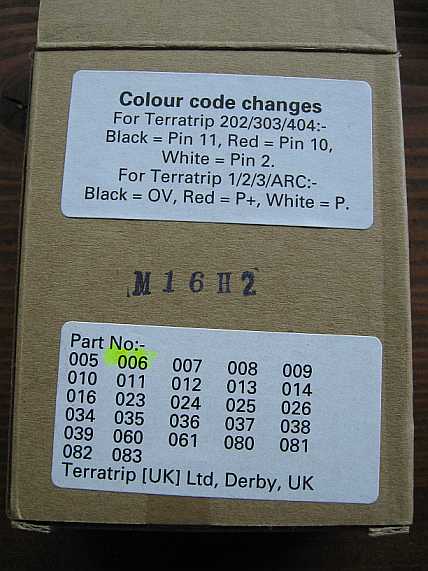 Colour code changes
For Terratrip 202/303/404:-
Black = Pin 11, Red = Pin 10,
White = Pin 2.
For Terratrip 1/2/3/ARC:-
Black = OV, Red = P+, White = P.
M16H2
Part No:-
005 006 007 008 009
010 011 012 013 014
016 023 024 025 026
034 035 036 037 038
039 060 061 080 081
082 083
Terratrip [UK] Ltd, Derby, UK